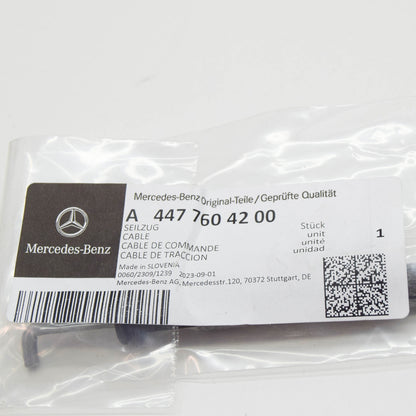 Mercedes-Benz Original-Teile/Geprüfte Qualität
A 447 760 42 00
SEILZUG
CABLE
CABLE DE COMMANDE
CABLE DE TRACCION
Stück
unit
unité
unidad
1
Made in SLOVENIA
0060/2309/1239 2023-09-01
Mercedes-Benz AG, Mercedesstr.120, 70372 Stuttgart, DE
Mercedes-Benz